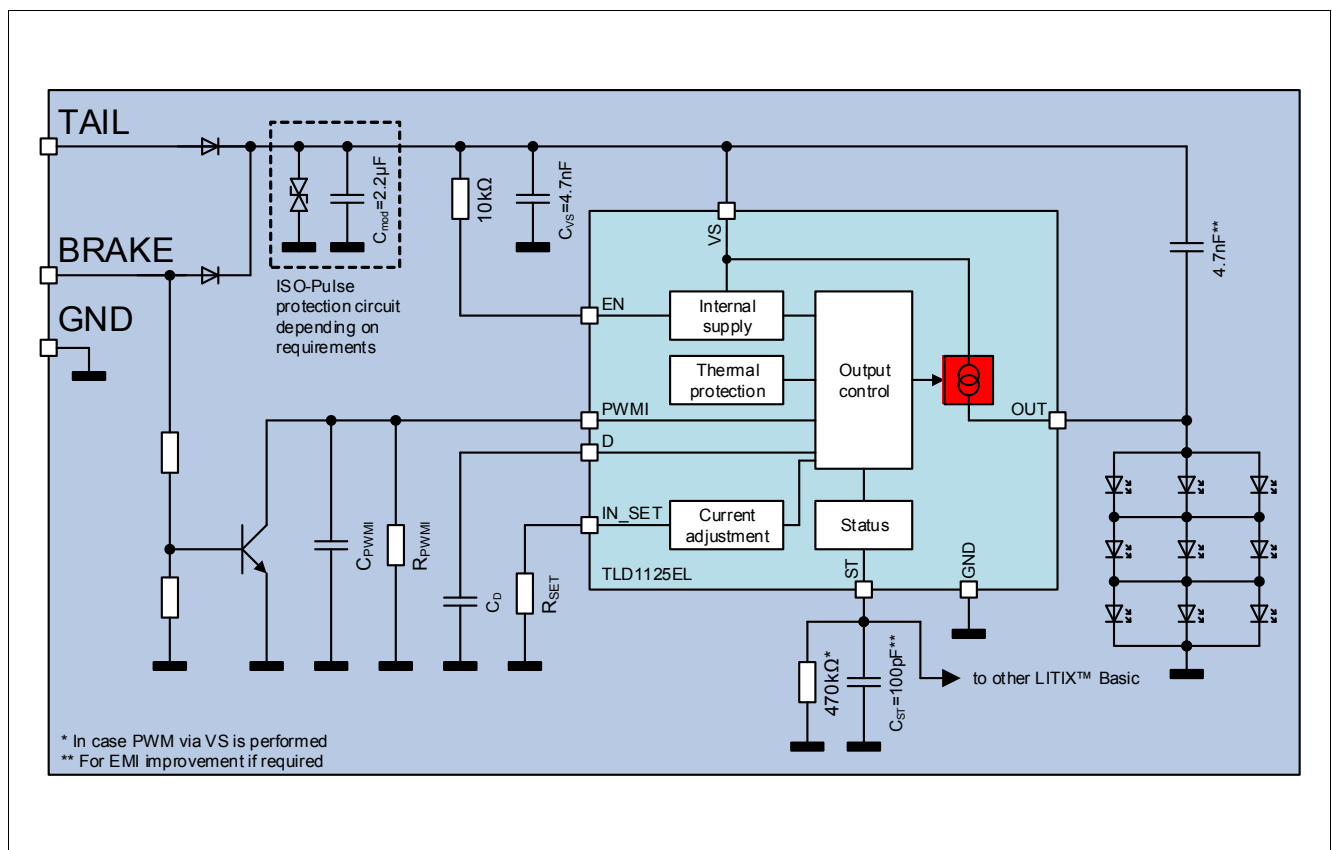 TAIL
BRAKE
GND
ISO-Pulse
protection circuit
depending on
requirements
Cmod=2.2µF
10kΩ
CVS=4.7nF
4.7nF**
VS
EN
Internal
supply
Thermal
protection
Output
control
PWMI
D
OUT
IN_SET
Current
adjustment
Status
TLD1125EL
ST
GND
CPWMI
RPWMI
CD
RSET
470kΩ*
CST=100pF**
to other LITIX™ Basic
* In case PWM via VS is performed
** For EMI improvement if required